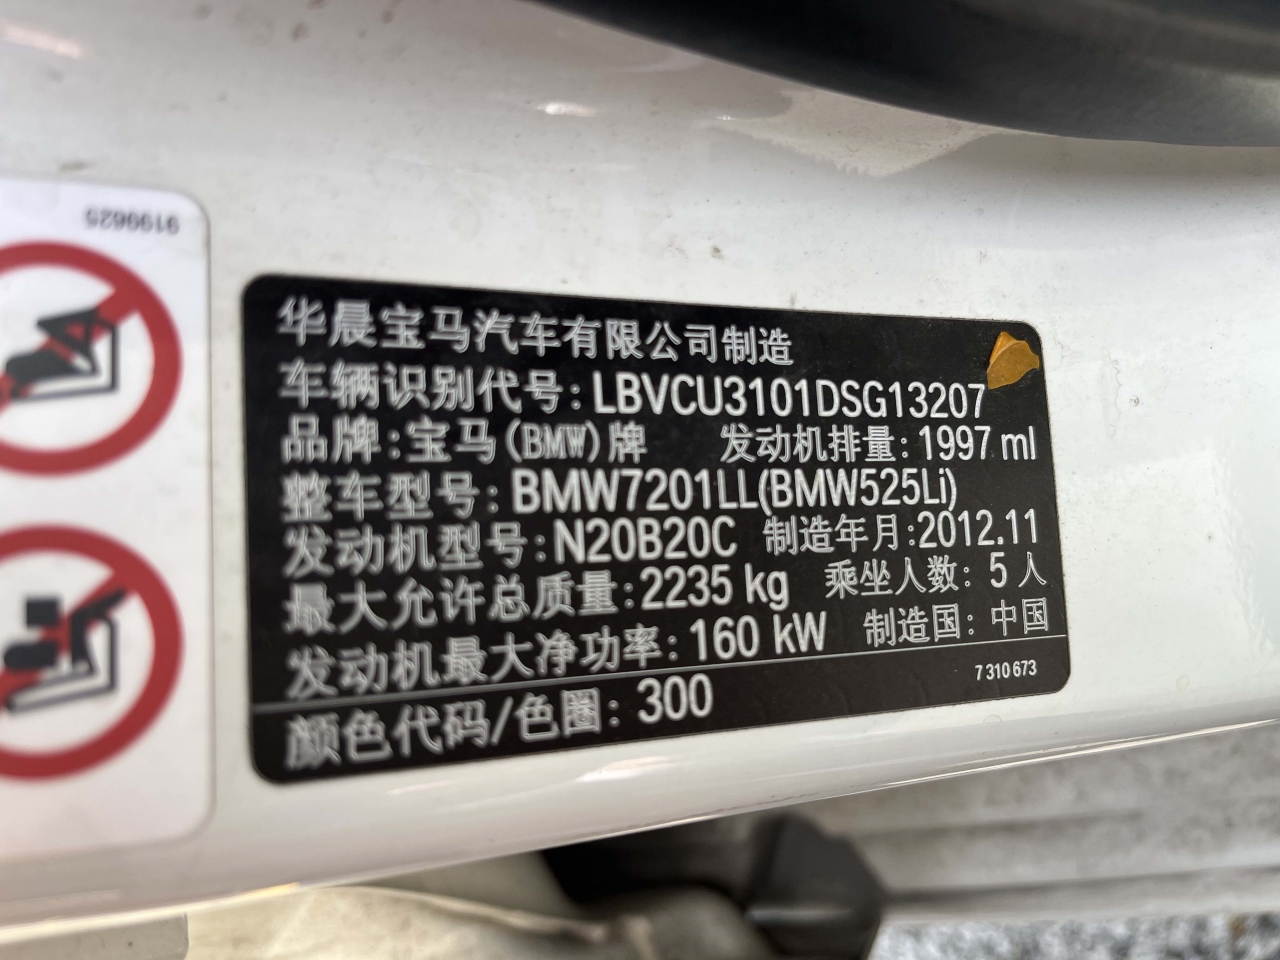 9199625
华晨宝马汽车有限公司制造
车辆识别代号:LBVCU3101DSG13207
品牌:宝马(BMW)牌 发动机排量:1997 ml
整车型号:BMW7201LL(BMW525Li)
发动机型号:N20B20C 制造年月:2012.11
最大允许总质量:2235 kg 乘坐人数:5人
发动机最大净功率:160 kW 制造国:中国
7 310 673
颜色代码/色圈:300